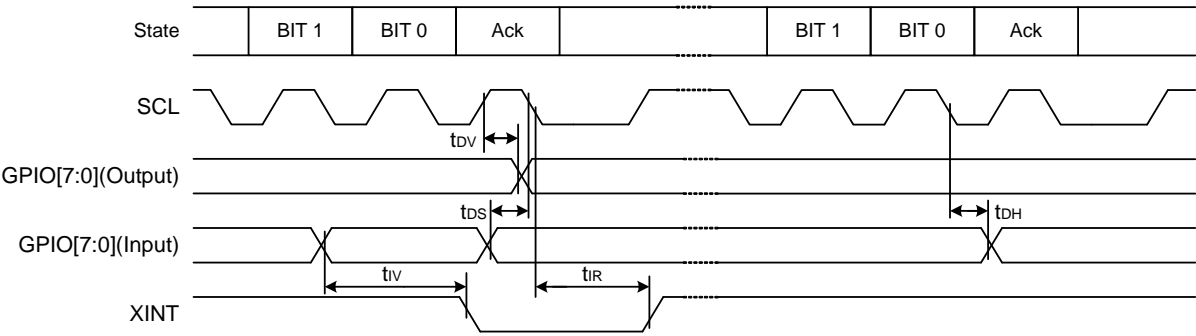 State BIT 1 BIT 0 Ack BIT 1 BIT 0 Ack
SCL
tDV
GPIO[7:0](Output)
tDS tDH
GPIO[7:0](Input)
tIV tIR
XINT